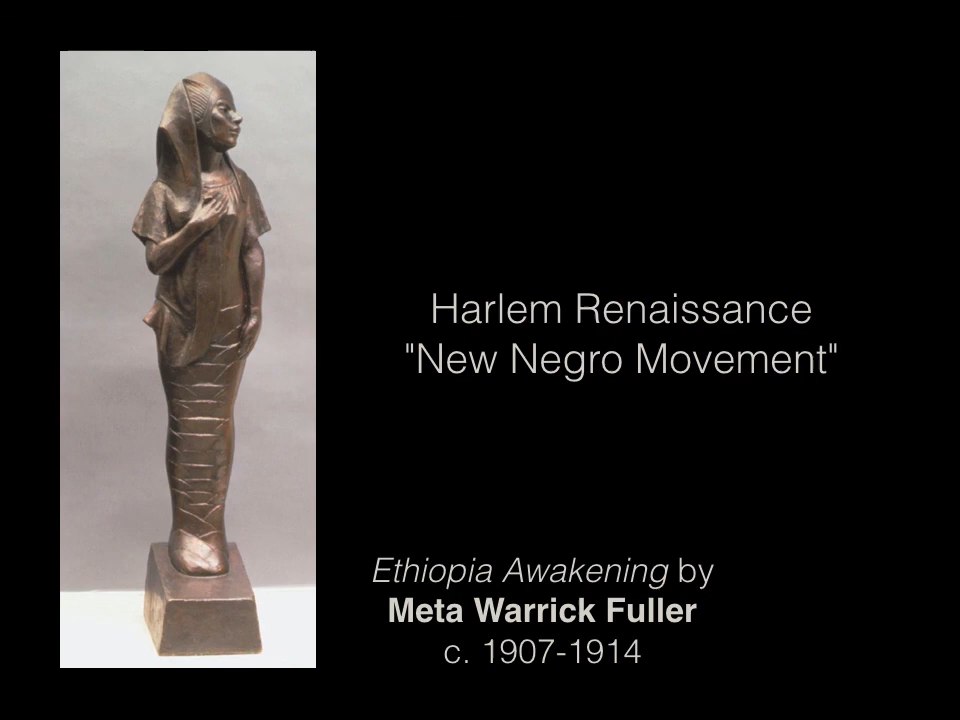 Harlem Renaissance
"New Negro Movement"
Ethiopia Awakening by
Meta Warrick Fuller
c. 1907-1914